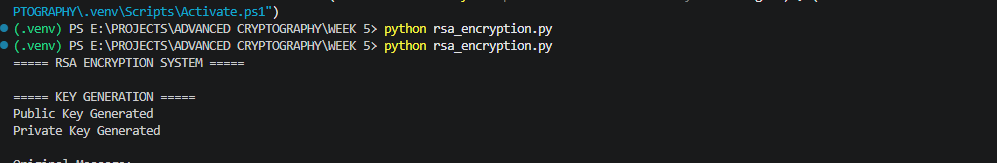 PTOGRAPHY\.venv\Scripts\Activate.ps1")
(.venv) PS E:\PROJECTS\ADVANCED CRYPTOGRAPHY\WEEK 5> python rsa_encryption.py
(.venv) PS E:\PROJECTS\ADVANCED CRYPTOGRAPHY\WEEK 5> python rsa_encryption.py
===== RSA ENCRYPTION SYSTEM =====
===== KEY GENERATION =====
Public Key Generated
Private Key Generated
Original Message: